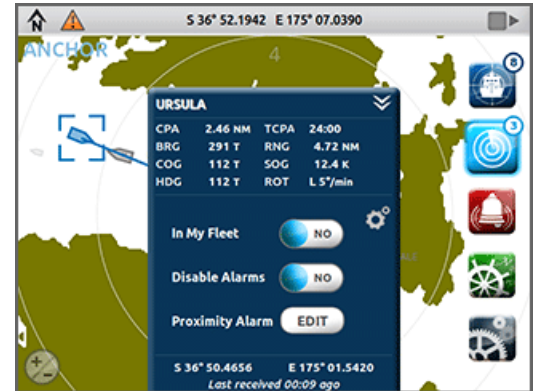 S 36° 52.1942 E 175° 07.0390
ANCHOR
4
8
URSULA
CPA 2.46 NM TCPA 24:00
BRG 291 T RNG 4.72 NM
COG 112 T SOG 12.4 K
HDG 112 T ROT L 5°/min
3
In My Fleet NO
Disable Alarms NO
Proximity Alarm EDIT
S 36° 50.4656 E 175° 01.5420
Last received 00:09 ago